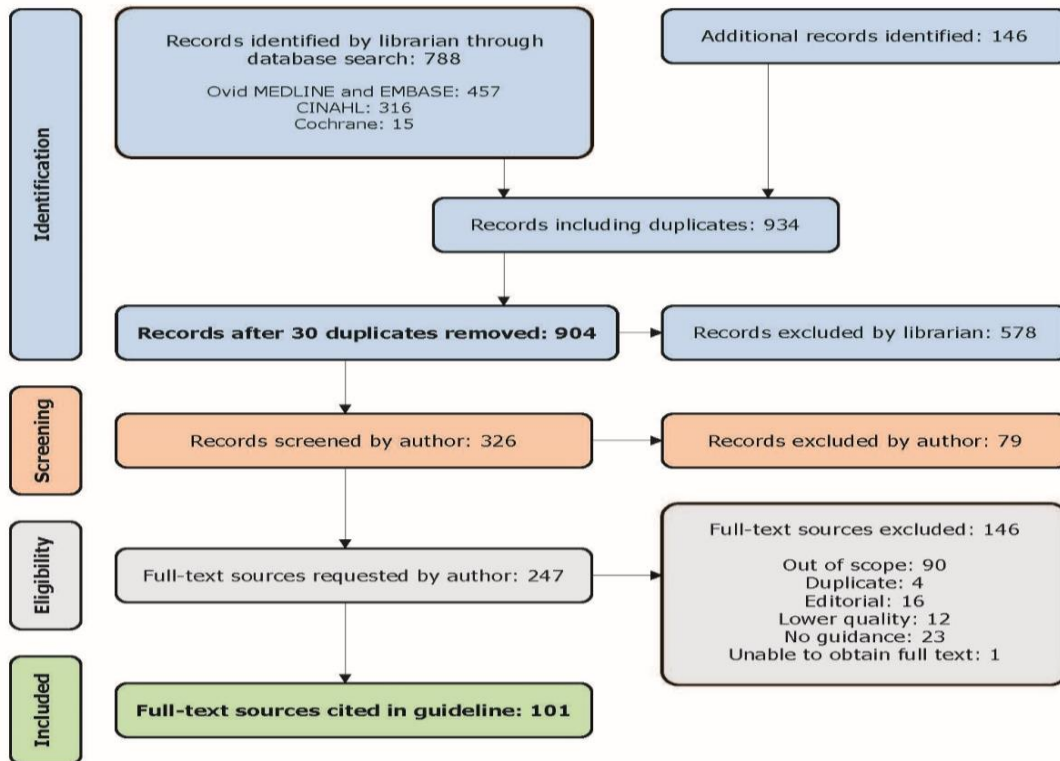 Identification
Records identified by librarian through
database search: 788
Ovid MEDLINE and EMBASE: 457
CINAHL: 316
Cochrane: 15
Additional records identified: 146
Records including duplicates: 934
Records after 30 duplicates removed: 904
Records excluded by librarian: 578
Screening
Records screened by author: 326
Records excluded by author: 79
Eligibility
Full-text sources requested by author: 247
Full-text sources excluded: 146
Out of scope: 90
Duplicate: 4
Editorial: 16
Lower quality: 12
No guidance: 23
Unable to obtain full text: 1
Included
Full-text sources cited in guideline: 101